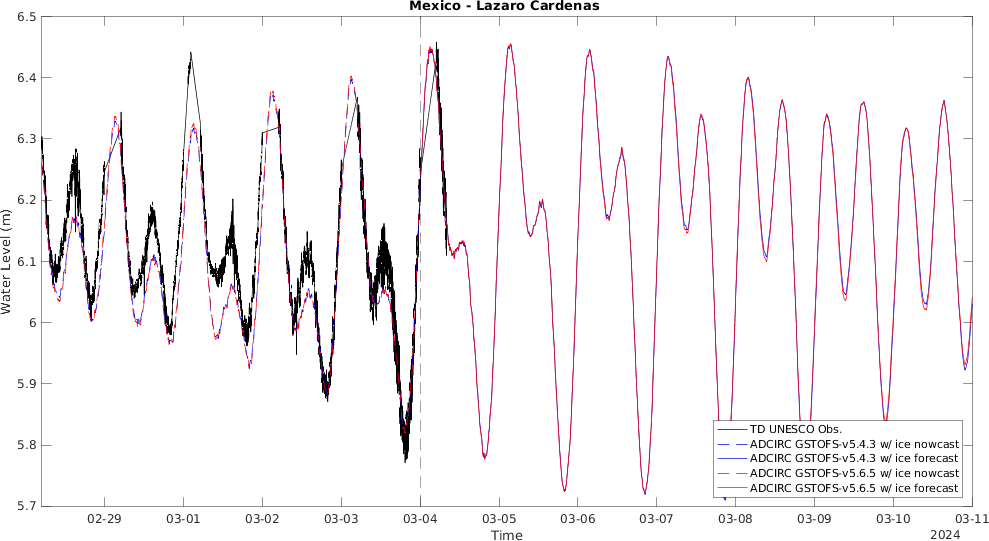 Mexico - Lazaro Cardenas
6.5
6.4
6.3
6.2
6.1
6
5.9
5.8
5.7
Water Level (m)
02-29 03-01 03-02 03-03 03-04 03-05 03-06 03-07 03-08 03-09 03-10 03-11
Time
2024
TD UNESCO Obs.
ADCIRC GSTOFS-v5.4.3 w/ ice nowcast
ADCIRC GSTOFS-v5.4.3 w/ ice forecast
ADCIRC GSTOFS-v5.6.5 w/ ice nowcast
ADCIRC GSTOFS-v5.6.5 w/ ice forecast